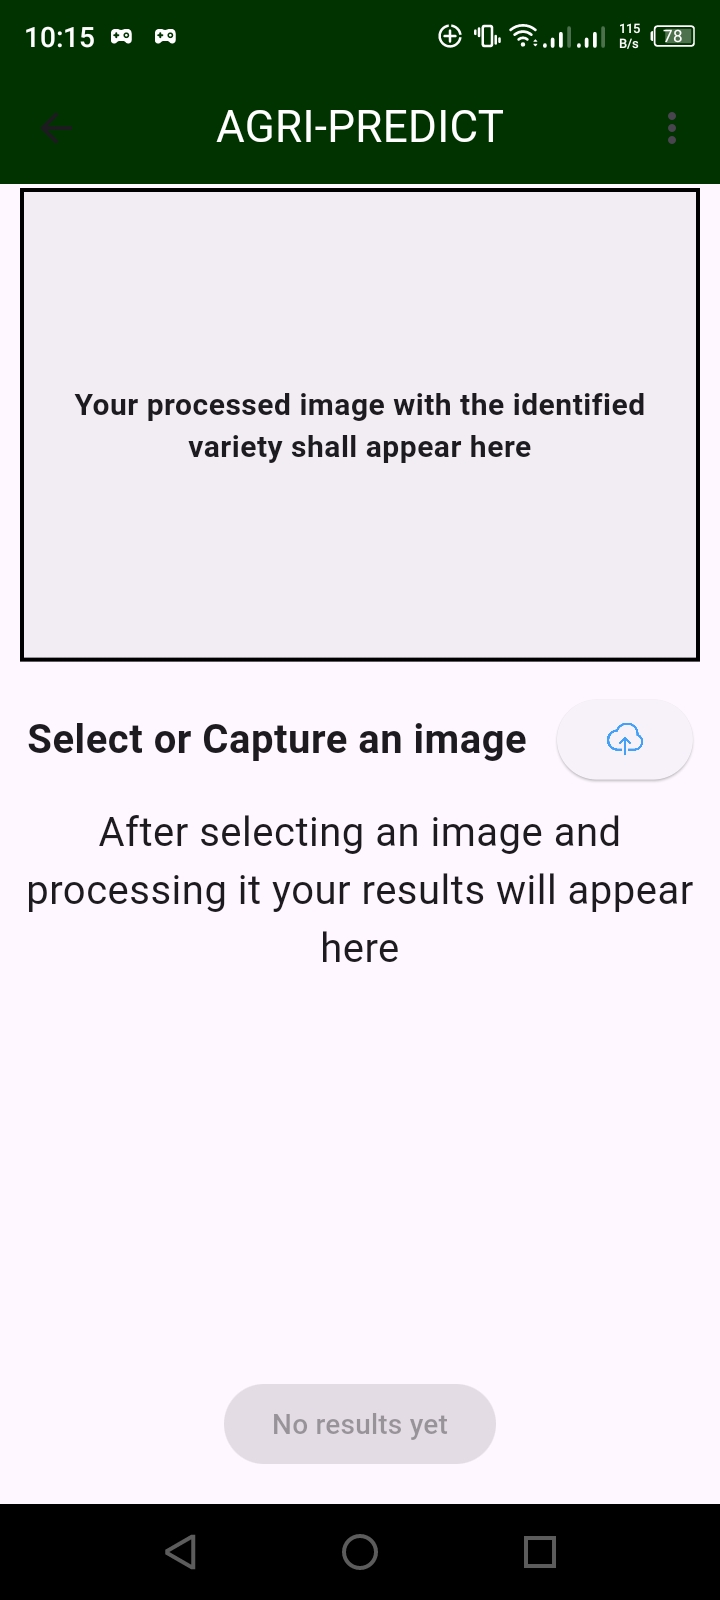 10:15
115
B/s
78
AGRI-PREDICT
Your processed image with the identified
variety shall appear here
Select or Capture an image
After selecting an image and
processing it your results will appear
here
No results yet